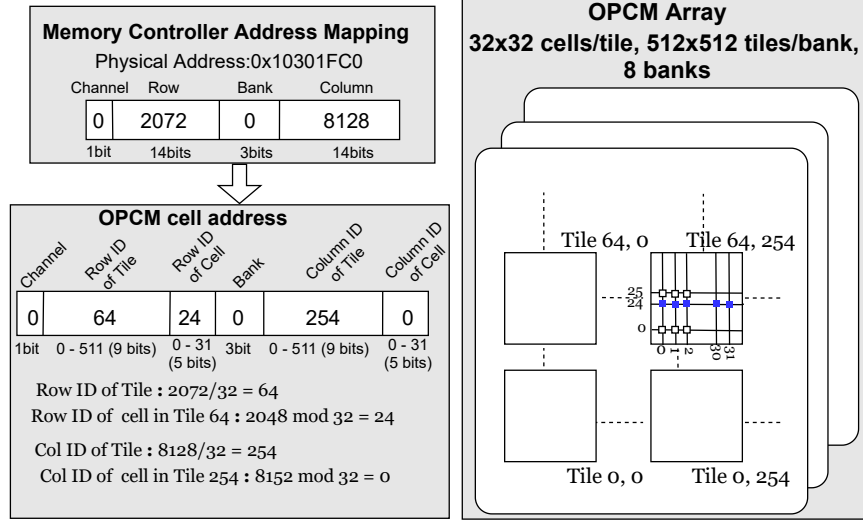 Memory Controller Address Mapping
Physical Address:0x10301FC0
Channel Row Bank Column
0 2072 0 8128
1bit 14bits 3bits 14bits
OPCM cell address
Channel Row ID of Tile Row ID of Cell Bank Column ID of Tile Column ID of Cell
0 64 24 0 254 0
1bit 0 - 511 (9 bits) 0 - 31 (5 bits) 3bit 0 - 511 (9 bits) 0 - 31 (5 bits)
Row ID of Tile : 2072/32 = 64
Row ID of cell in Tile 64 : 2048 mod 32 = 24
Col ID of Tile : 8128/32 = 254
Col ID of cell in Tile 254 : 8152 mod 32 = 0
OPCM Array
32x32 cells/tile, 512x512 tiles/bank,
8 banks
Tile 64, 0 Tile 64, 254
25
24
0
0 1 2 30 31
Tile 0, 0 Tile 0, 254